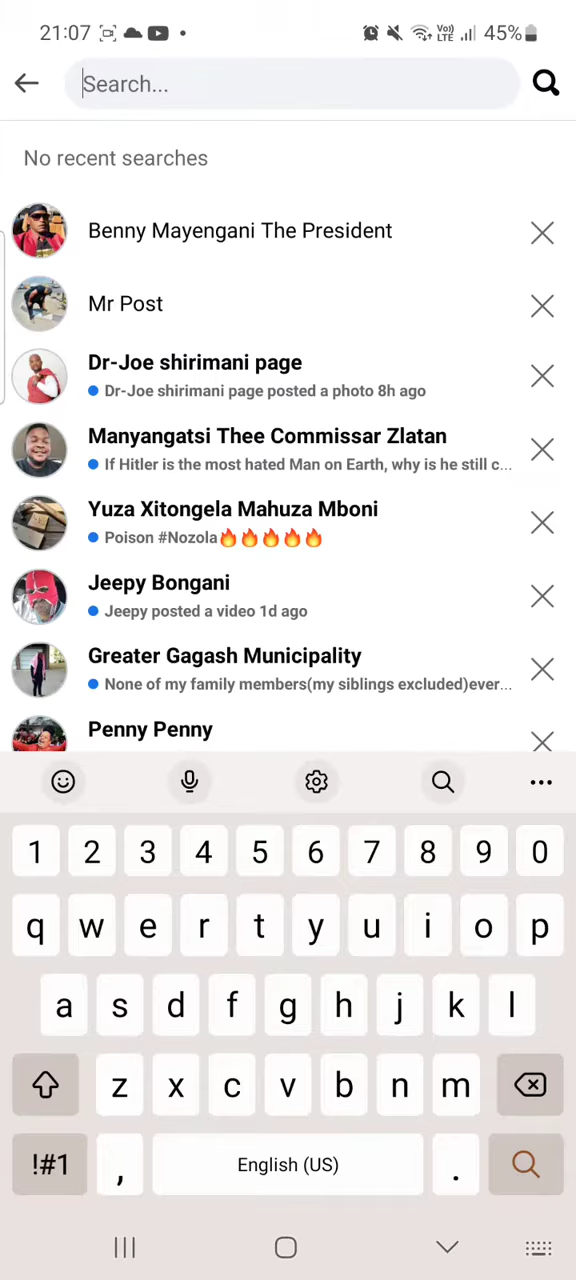 21:07 Vo) LTE 45%
Search...
No recent searches
Benny Mayengani The President
Mr Post
Dr-Joe shirimani page
Dr-Joe shirimani page posted a photo 8h ago
Manyangatsi Thee Commissar Zlatan
If Hitler is the most hated Man on Earth, why is he still c...
Yuza Xitongela Mahuza Mboni
Poison #Nozola🔥🔥🔥🔥🔥
Jeepy Bongani
Jeepy posted a video 1d ago
Greater Gagash Municipality
None of my family members(my siblings excluded)ever...
Penny Penny
1 2 3 4 5 6 7 8 9 0
q w e r t y u i o p
a s d f g h j k l
z x c v b n m
!#1 , English (US) .